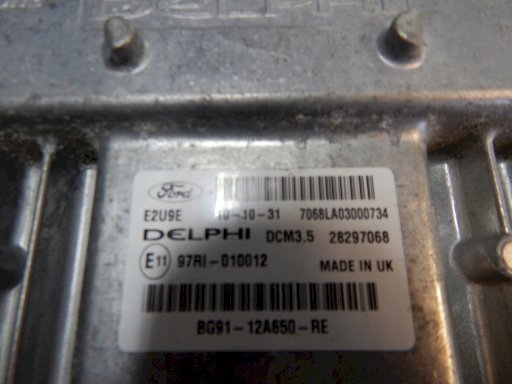 DELPHI
Ford
E2U9E 10-10-31 7068LA03000734
DELPHI DCM3.5 28297068
E11 97RI-010012 MADE IN UK
BG91-12A650-RE